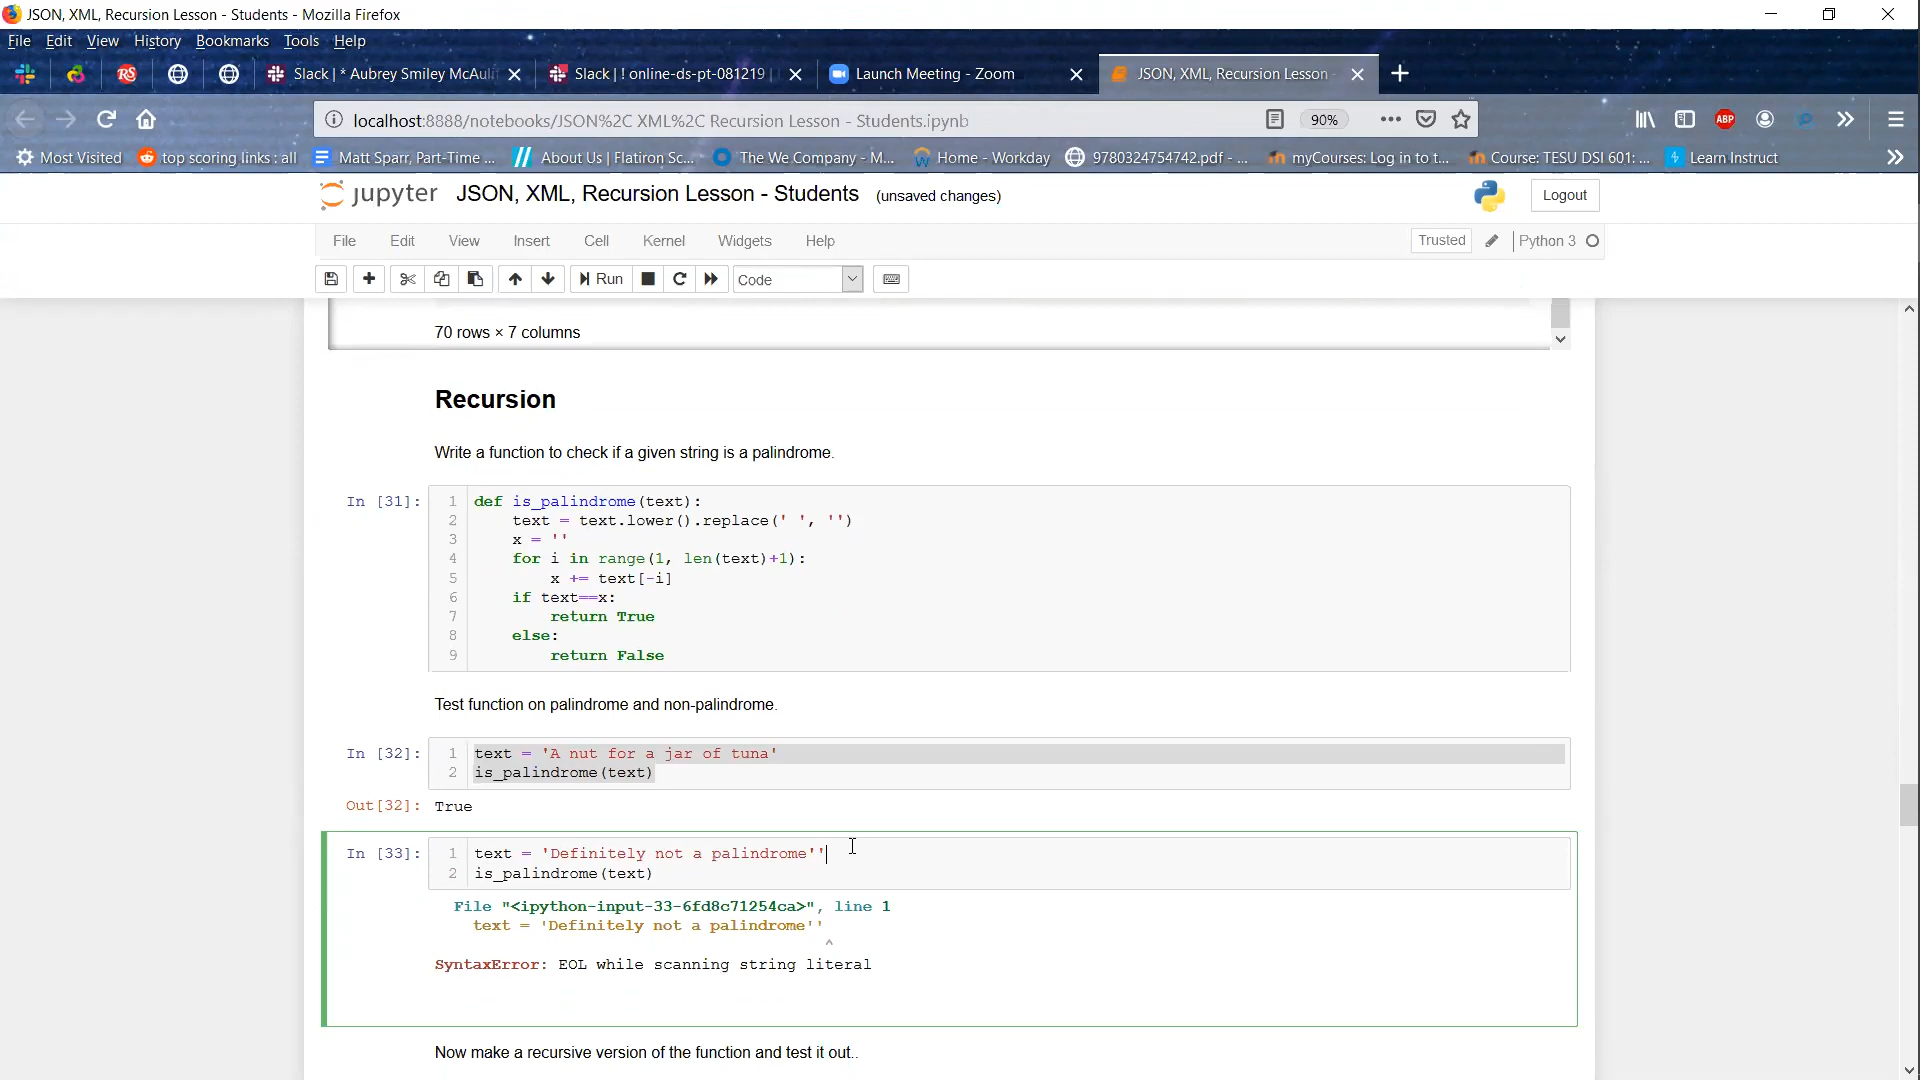 JSON, XML, Recursion Lesson - Students - Mozilla Firefox
File Edit View History Bookmarks Tools Help
RS Slack | * Aubrey Smiley McAuli Slack | ! online-ds-pt-081219 | Launch Meeting - Zoom JSON, XML, Recursion Lesson -
localhost:8888/notebooks/JSON%2C XML%2C Recursion Lesson - Students.ipynb 90% ABP
Most Visited top scoring links : all Matt Sparr, Part-Time ... About Us | Flatiron Sc... The We Company - M... Home - Workday 9780324754742.pdf - ... myCourses: Log in to t... Course: TESU DSI 601: ... Learn Instruct
jupyter JSON, XML, Recursion Lesson - Students (unsaved changes) Logout
File Edit View Insert Cell Kernel Widgets Help Trusted Python 3
Run Code
70 rows × 7 columns
Recursion
Write a function to check if a given string is a palindrome.
In [31]: 1 def is_palindrome(text):
2 text = text.lower().replace(' ', '')
3 x = ''
4 for i in range(1, len(text)+1):
5 x += text[-i]
6 if text==x:
7 return True
8 else:
9 return False
Test function on palindrome and non-palindrome.
In [32]: 1 text = 'A nut for a jar of tuna'
2 is_palindrome(text)
Out[32]: True
In [33]: 1 text = 'Definitely not a palindrome''
2 is_palindrome(text)
File "<ipython-input-33-6fd8c71254ca>", line 1
text = 'Definitely not a palindrome''
^
SyntaxError: EOL while scanning string literal
Now make a recursive version of the function and test it out..